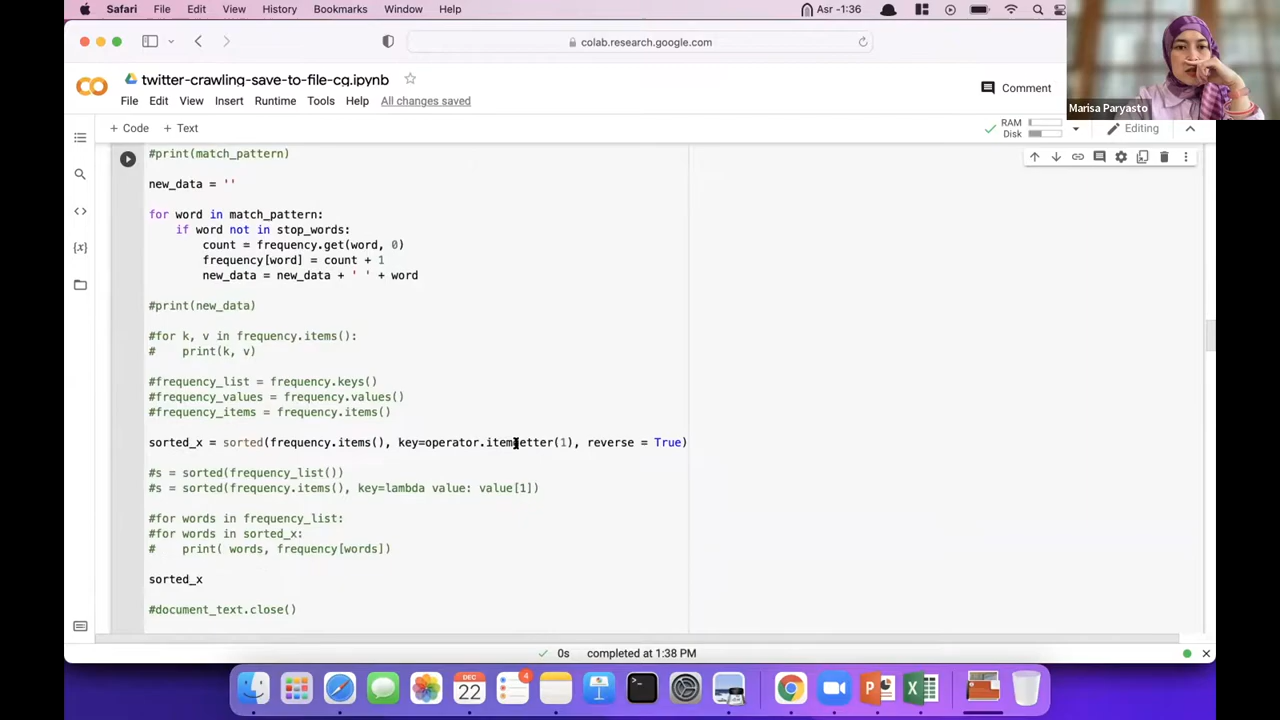 Safari File Edit View History Bookmarks Window Help Asr -1:36
colab.research.google.com
twitter-crawling-save-to-file-cg.ipynb
File Edit View Insert Runtime Tools Help All changes saved
Comment
Marisa Paryasto
+ Code + Text
RAM
Disk
Editing
#print(match_pattern)
new_data = ''
for word in match_pattern:
if word not in stop_words:
count = frequency.get(word, 0)
frequency[word] = count + 1
new_data = new_data + ' ' + word
#print(new_data)
#for k, v in frequency.items():
# print(k, v)
#frequency_list = frequency.keys()
#frequency_values = frequency.values()
#frequency_items = frequency.items()
sorted_x = sorted(frequency.items(), key=operator.itemgetter(1), reverse = True)
#s = sorted(frequency_list())
#s = sorted(frequency.items(), key=lambda value: value[1])
#for words in frequency_list:
#for words in sorted_x:
# print( words, frequency[words])
sorted_x
#document_text.close()
0s completed at 1:38 PM
DEC
22
4